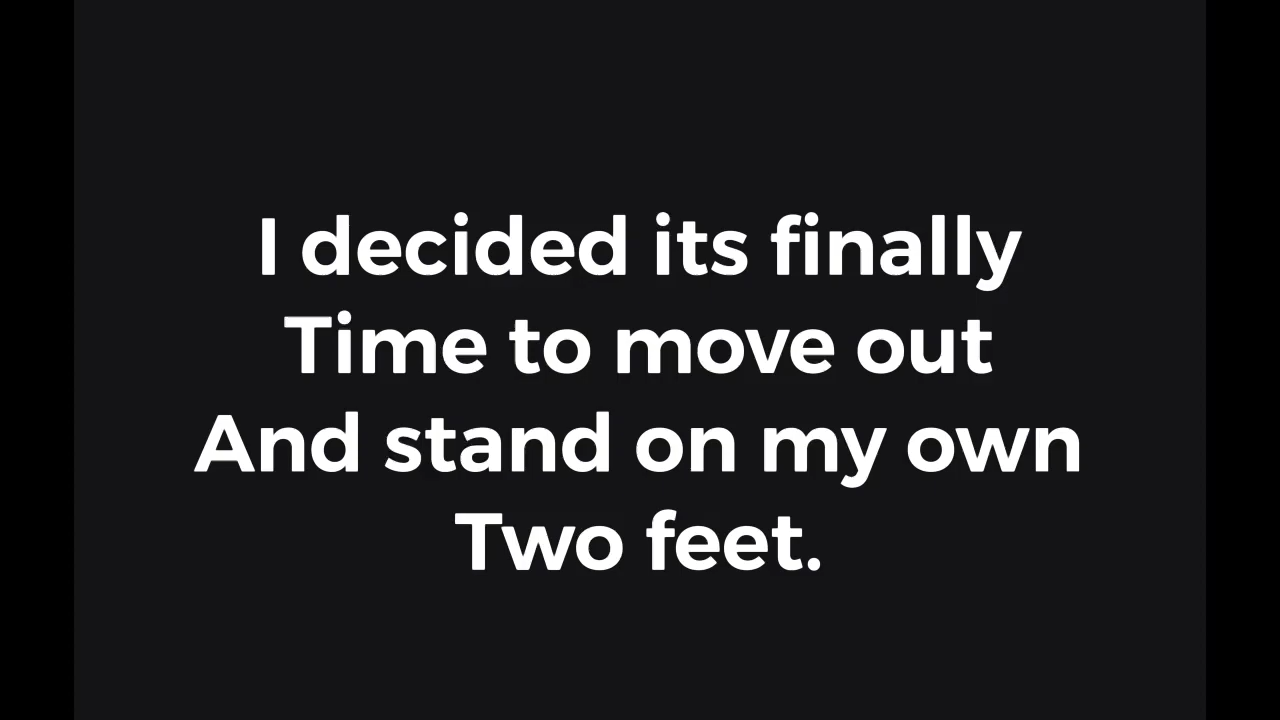 I decided its finally
Time to move out
And stand on my own
Two feet.